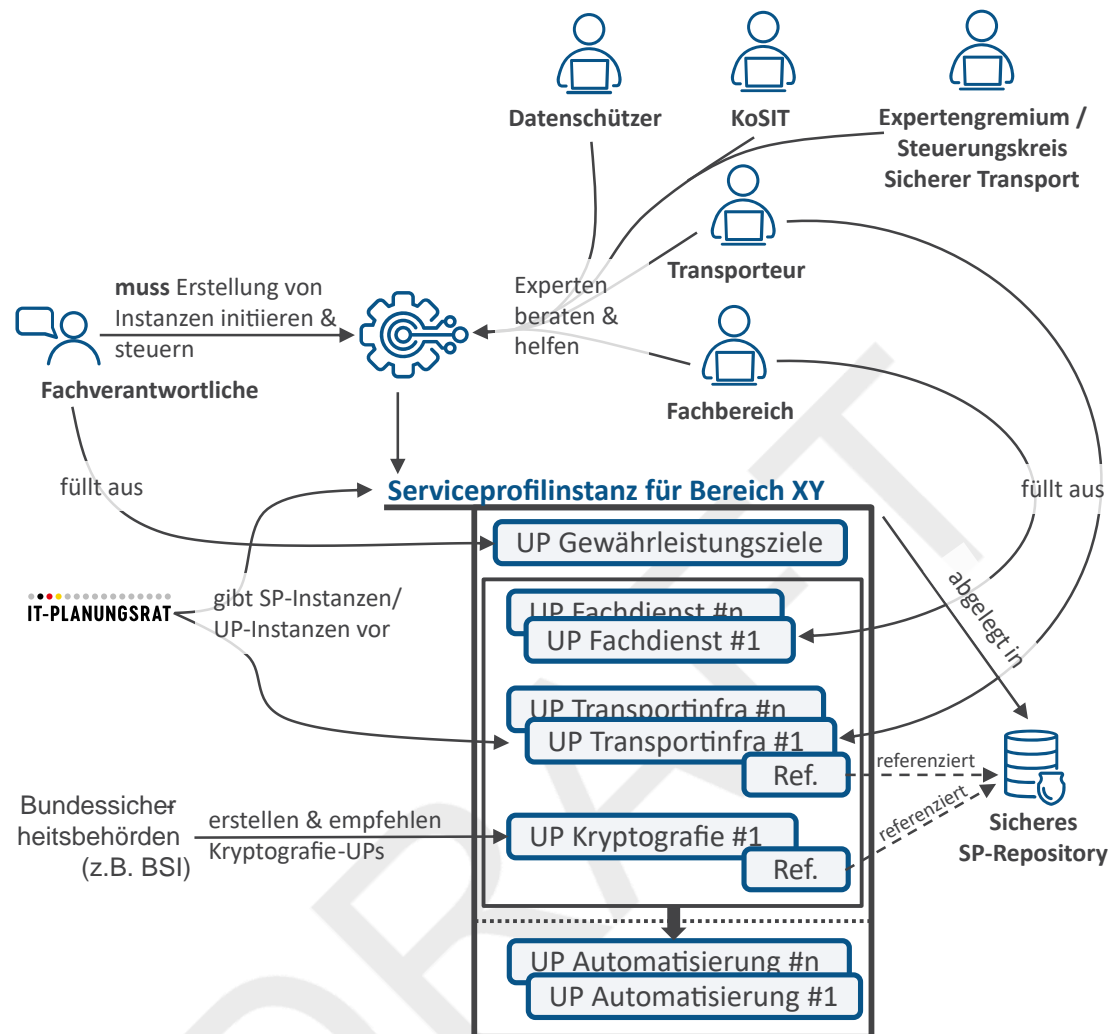 Datenschützer
KoSIT
Expertengremium /
Steuerungskreis
Sicherer Transport
Transporteur
muss Erstellung von
Instanzen initiieren &
steuern
Experten
beraten &
helfen
Fachverantwortliche
Fachbereich
füllt aus
Serviceprofilinstanz für Bereich XY
füllt aus
UP Gewährleistungsziele
IT-PLANUNGSRAT
gibt SP-Instanzen/
UP-Instanzen vor
UP Fachdienst #n
UP Fachdienst #1
abgelegt in
UP Transportinfra #n
UP Transportinfra #1
Ref.
referenziert
referenziert
Bundessicher
heitsbehörden
(z.B. BSI)
erstellen & empfehlen
Kryptografie-UPs
UP Kryptografie #1
Ref.
Sicheres
SP-Repository
UP Automatisierung #n
UP Automatisierung #1
DRAFT